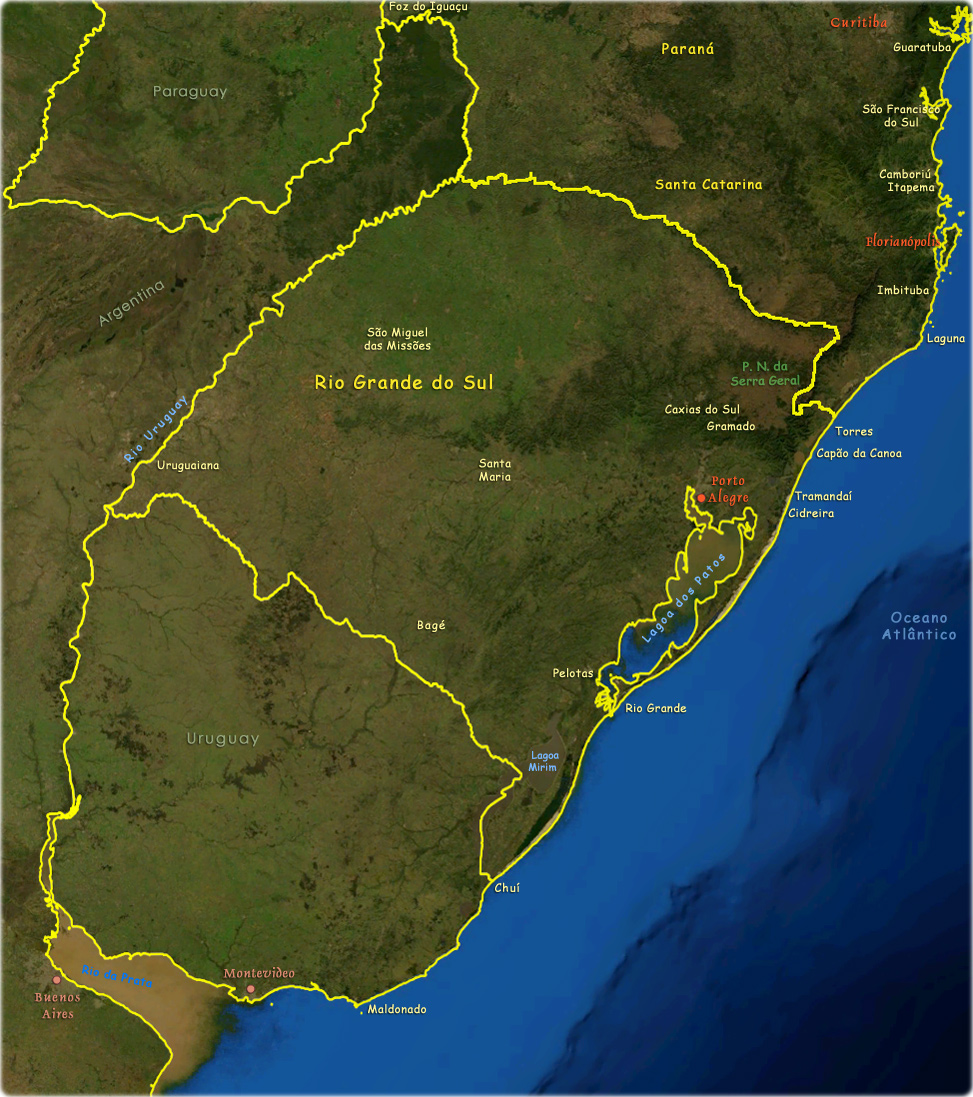 Foz do Iguaçu
Curitiba
Guaratuba
Paraná
Paraguay
São Francisco
do Sul
Camboriú
Itapema
Santa Catarina
Florianópolis
Argentina
Imbituba
São Miguel
das Missões
Laguna
P. N. da
Serra Geral
Rio Grande do Sul
Caxias do Sul
Gramado
Rio Uruguay
Torres
Capão da Canoa
Uruguaiana
Santa
Maria
Porto
Alegre
Tramandaí
Cidreira
Lagoa dos Patos
Oceano
Atlântico
Bagé
Pelotas
Rio Grande
Uruguay
Lagoa
Mirim
Chuí
Rio de Prata
Montevideo
Buenos
Aires
Maldonado